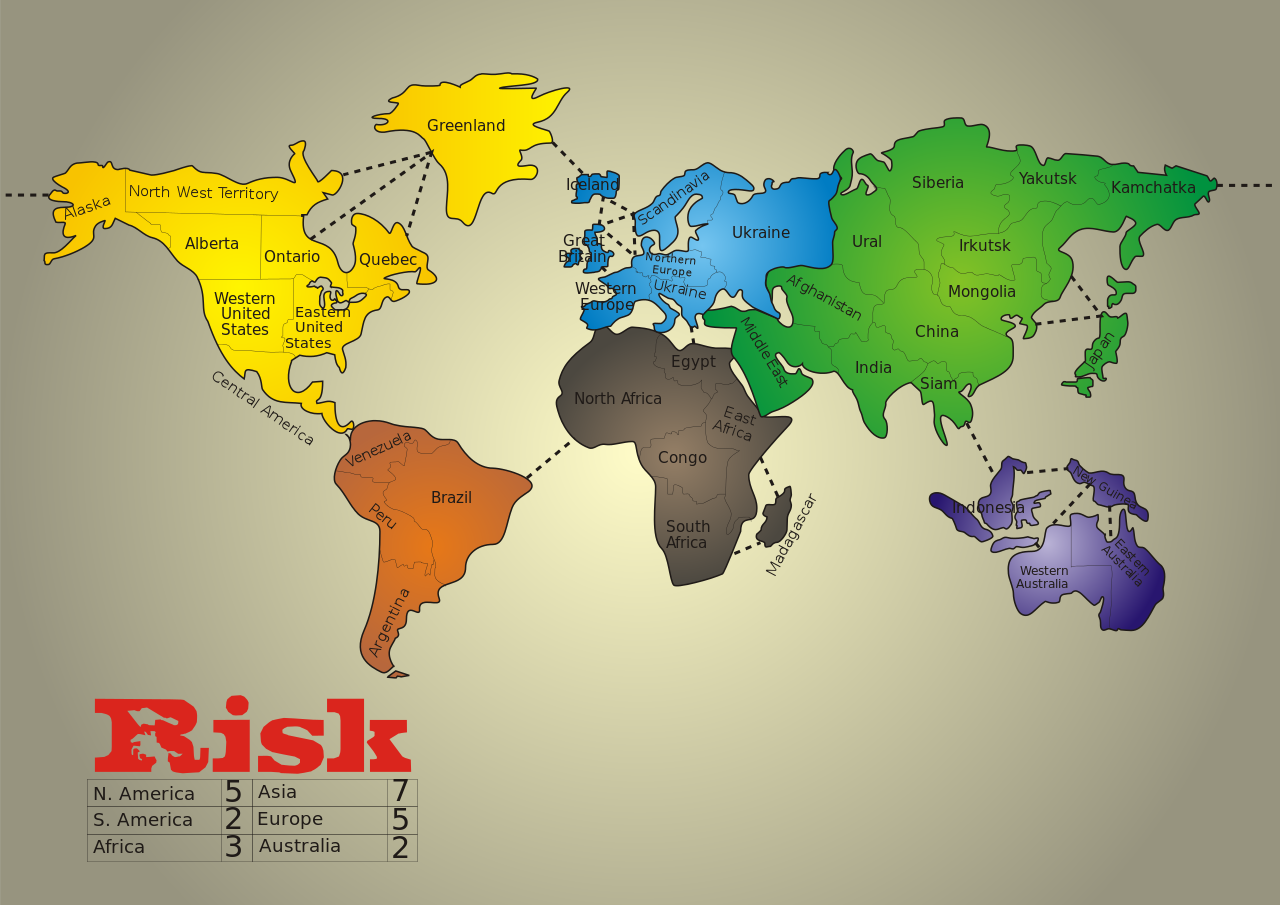 Greenland
Alaska
North West Territory
Alberta
Ontario
Quebec
Western
United
States
Eastern
United
States
Central America
Venezuela
Brazil
Peru
Argentina
Iceland
Scandinavia
Great
Britain
Northern
Europe
Ukraine
Western
Europe
Ukraine
North Africa
Egypt
East
Africa
Congo
South
Africa
Madagascar
Siberia
Yakutsk
Kamchatka
Ural
Irkutsk
Mongolia
Afghanistan
China
Japan
Middle East
India
Siam
Indonesia
New Guinea
Western
Australia
Eastern
Australia
Risk
N. America 5 Asia 7
S. America 2 Europe 5
Africa 3 Australia 2